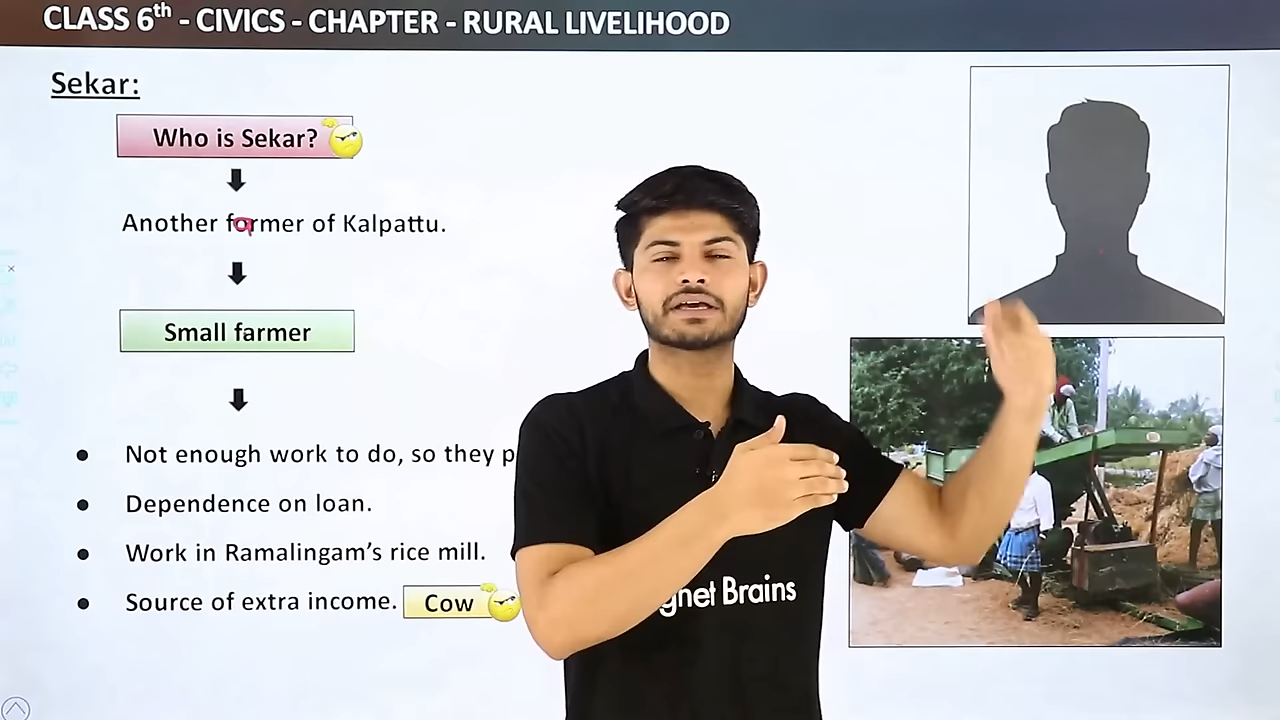 CLASS 6th - CIVICS - CHAPTER - RURAL LIVELIHOOD
Sekar:
Who is Sekar?
Another former of Kalpattu.
a
Small farmer
● Not enough work to do, so they p
● Dependence on loan.
● Work in Ramalingam’s rice mill.
● Source of extra income. Cow
gnet Brains